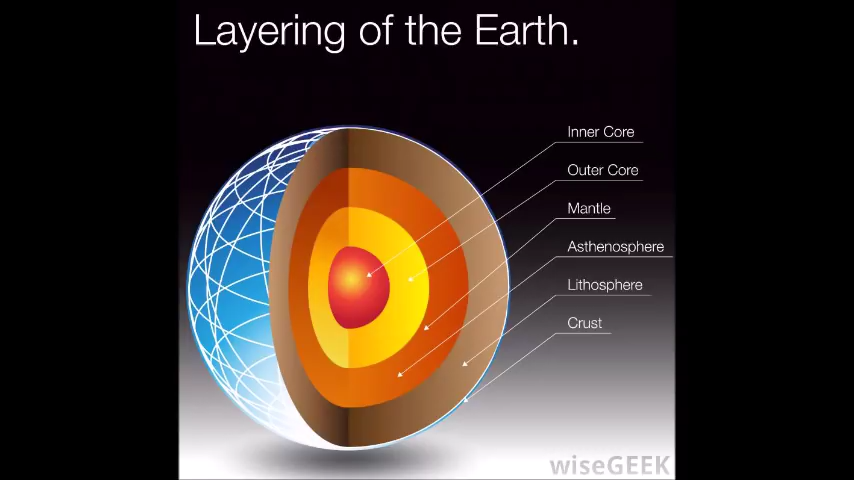 Layering of the Earth.
Inner Core
Outer Core
Mantle
Asthenosphere
Lithosphere
Crust
wiseGEEK